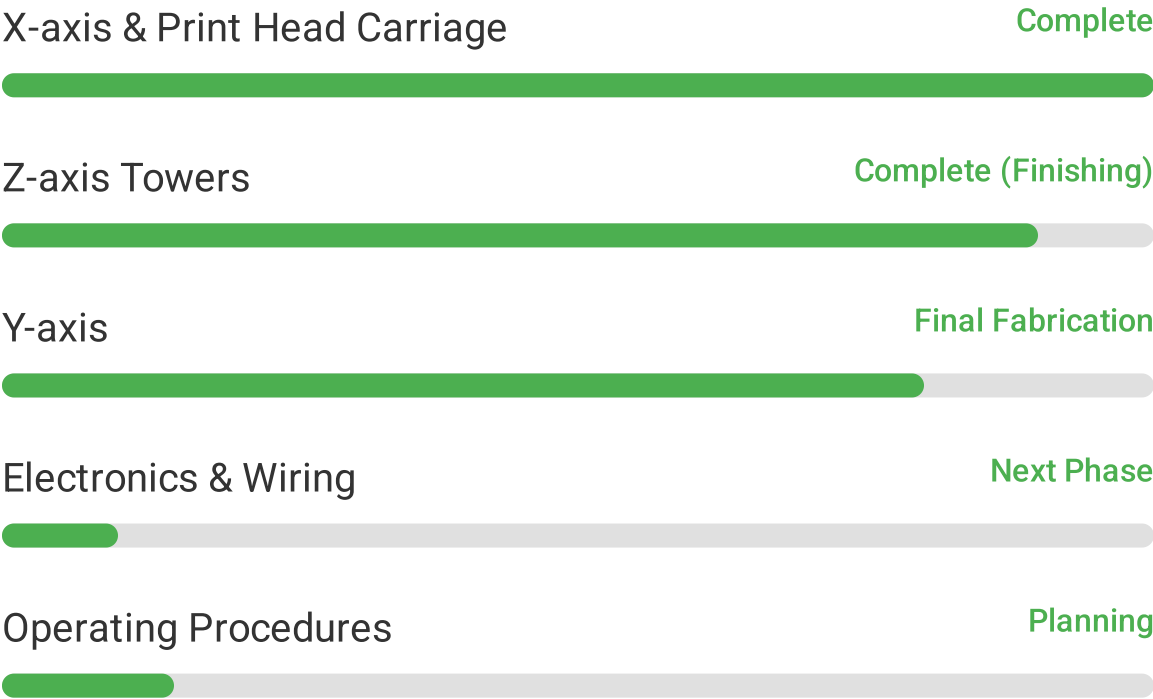 X-axis & Print Head Carriage
Complete
Z-axis Towers
Complete (Finishing)
Y-axis
Final Fabrication
Electronics & Wiring
Next Phase
Operating Procedures
Planning